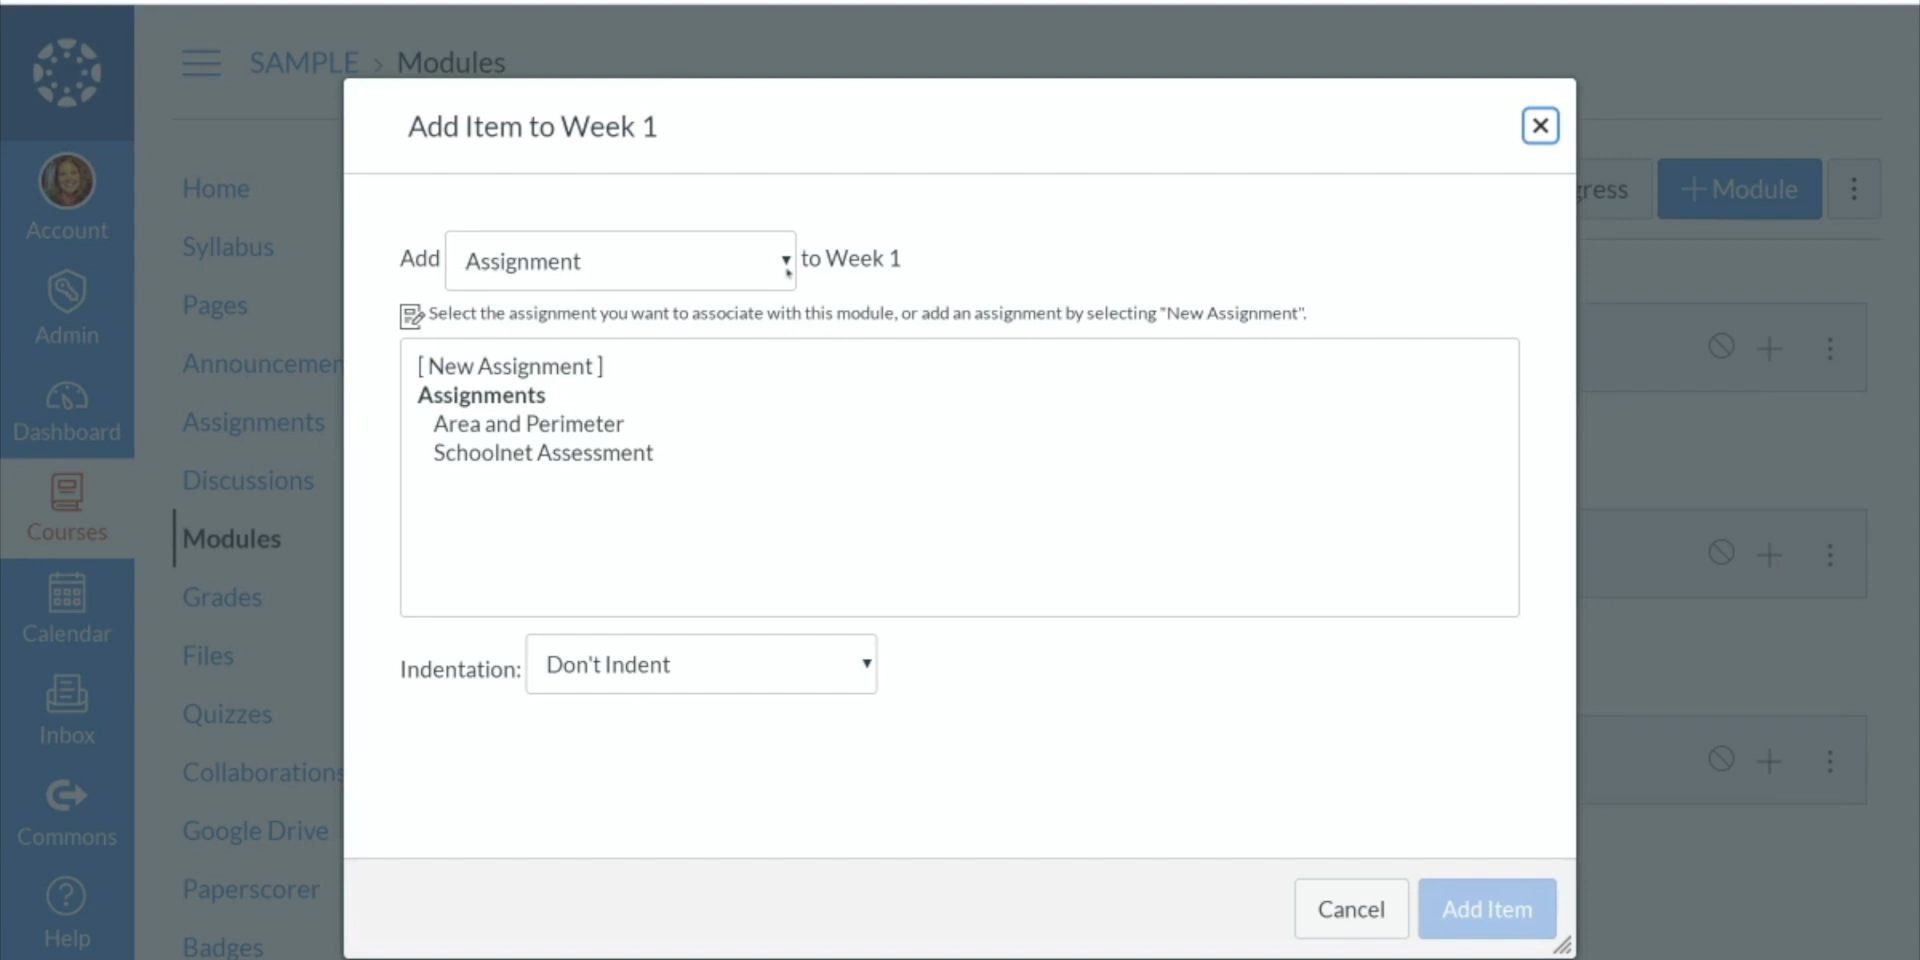 SAMPLE > Modules
Add Item to Week 1
Account
Admin
Dashboard
Courses
Calendar
Inbox
Commons
Help
Home
Syllabus
Pages
Announcemen
Assignments
Discussions
Modules
Grades
Files
Quizzes
Collaborations
Google Drive
Paperscorer
Badges
gress
+ Module
Add Assignment to Week 1
Select the assignment you want to associate with this module, or add an assignment by selecting "New Assignment".
[ New Assignment ]
Assignments
Area and Perimeter
Schoolnet Assessment
Indentation: Don't Indent
Cancel
Add Item